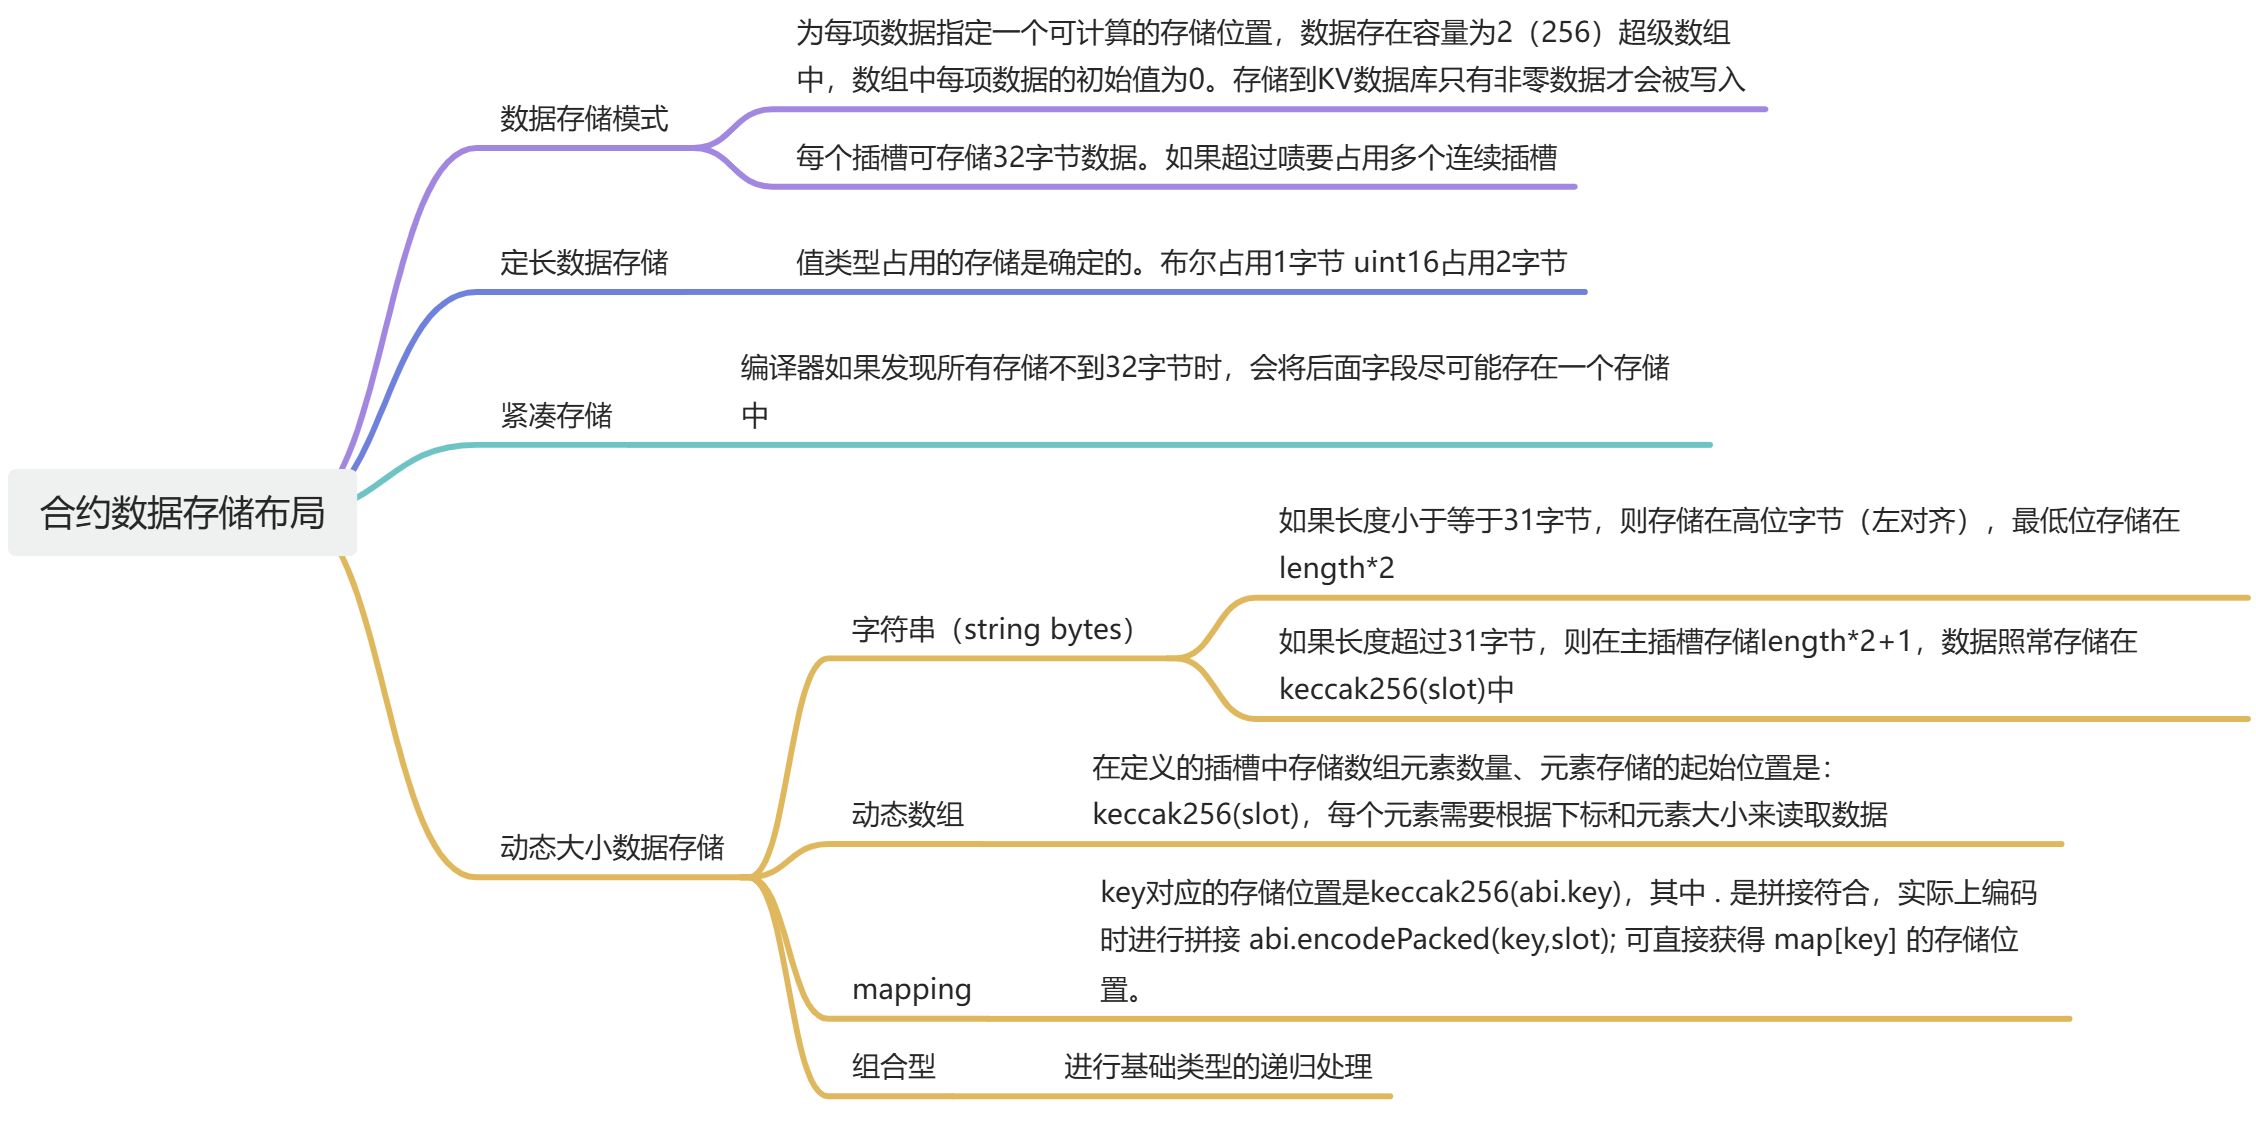 为每项数据指定一个可计算的存储位置，数据存在容量为2（256）超级数组
中，数组中每项数据的初始值为0。存储到KV数据库只有非零数据才会被写入
数据存储模式
每个插槽可存储32字节数据。如果超过啧要占用多个连续插槽
定长数据存储
值类型占用的存储是确定的。布尔占用1字节 uint16占用2字节
编译器如果发现所有存储不到32字节时，会将后面字段尽可能存在一个存储
中
紧凑存储
合约数据存储布局
如果长度小于等于31字节，则存储在高位字节（左对齐），最低位存储在
length*2
字符串（string bytes）
如果长度超过31字节，则在主插槽存储length*2+1，数据照常存储在
keccak256(slot)中
在定义的插槽中存储数组元素数量、元素存储的起始位置是：
keccak256(slot)，每个元素需要根据下标和元素大小来读取数据
动态数组
动态大小数据存储
key对应的存储位置是keccak256(abi.key)，其中 . 是拼接符合，实际上编码
时进行拼接 abi.encodePacked(key,slot); 可直接获得 map[key] 的存储位
置。
mapping
组合型
进行基础类型的递归处理